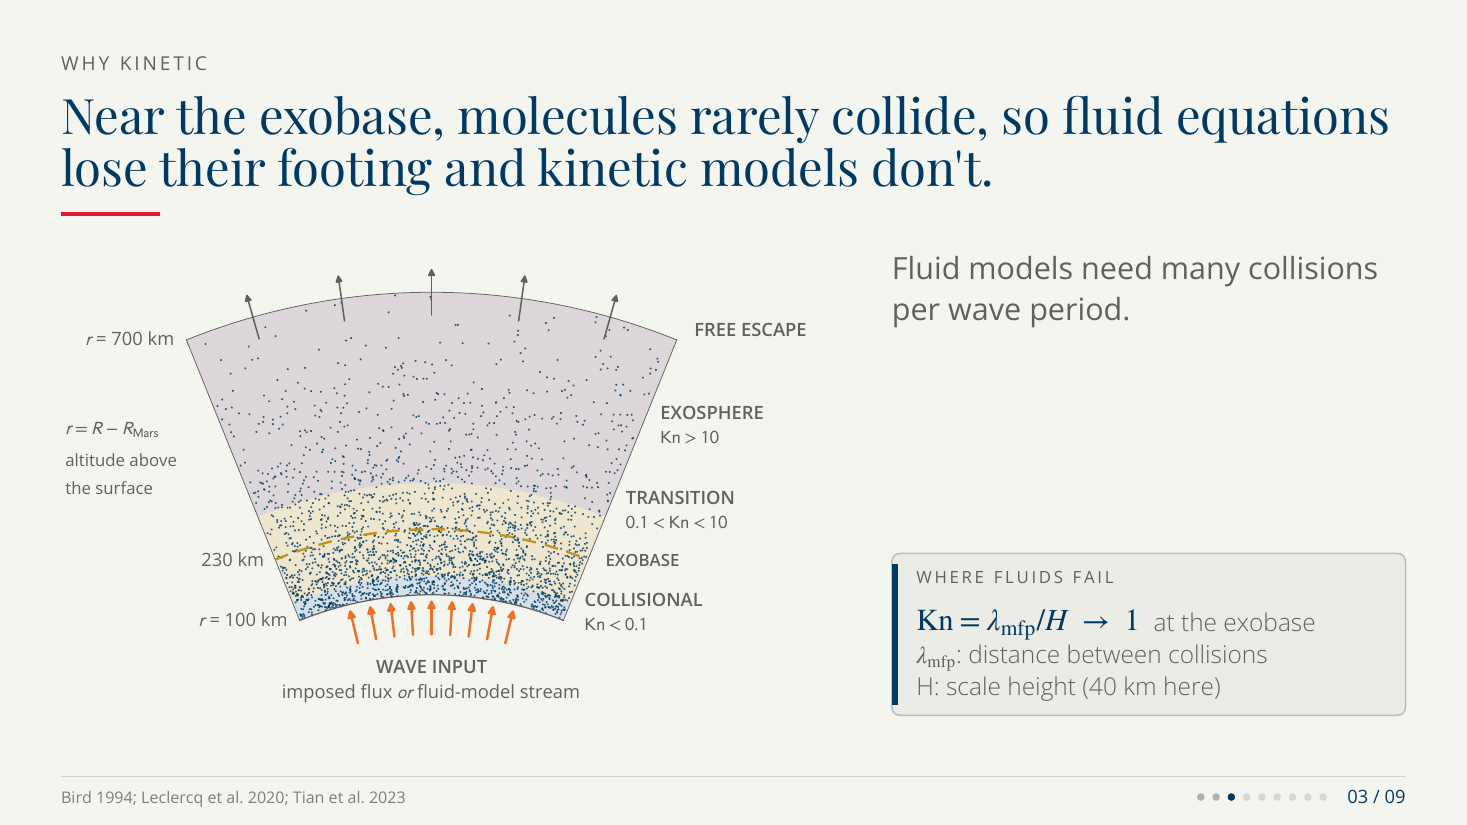 WHY KINETIC
Near the exobase, molecules rarely collide, so fluid equations
lose their footing and kinetic models don't.
r = 700 km
r = R − R_Mars
altitude above
the surface
230 km
r = 100 km
FREE ESCAPE
EXOSPHERE
Kn > 10
TRANSITION
0.1 < Kn < 10
EXOBASE
COLLISIONAL
Kn < 0.1
WAVE INPUT
imposed flux or fluid-model stream
Fluid models need many collisions
per wave period.
WHERE FLUIDS FAIL
Kn = λ_mfp/H → 1 at the exobase
λ_mfp: distance between collisions
H: scale height (40 km here)
Bird 1994; Leclercq et al. 2020; Tian et al. 2023
03 / 09